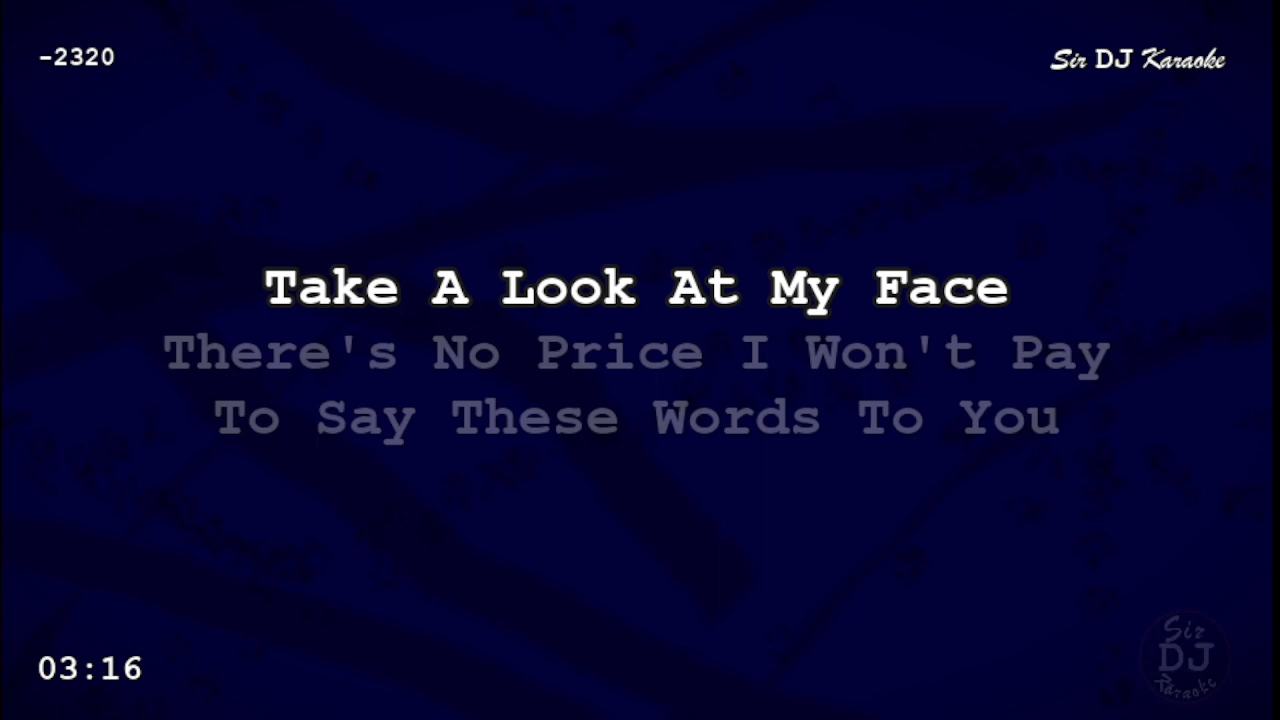 -2320
Sir DJ Karaoke
Take A Look At My Face
There's No Price I Won't Pay
To Say These Words To You
03:16
Sir
DJ
Karaoke